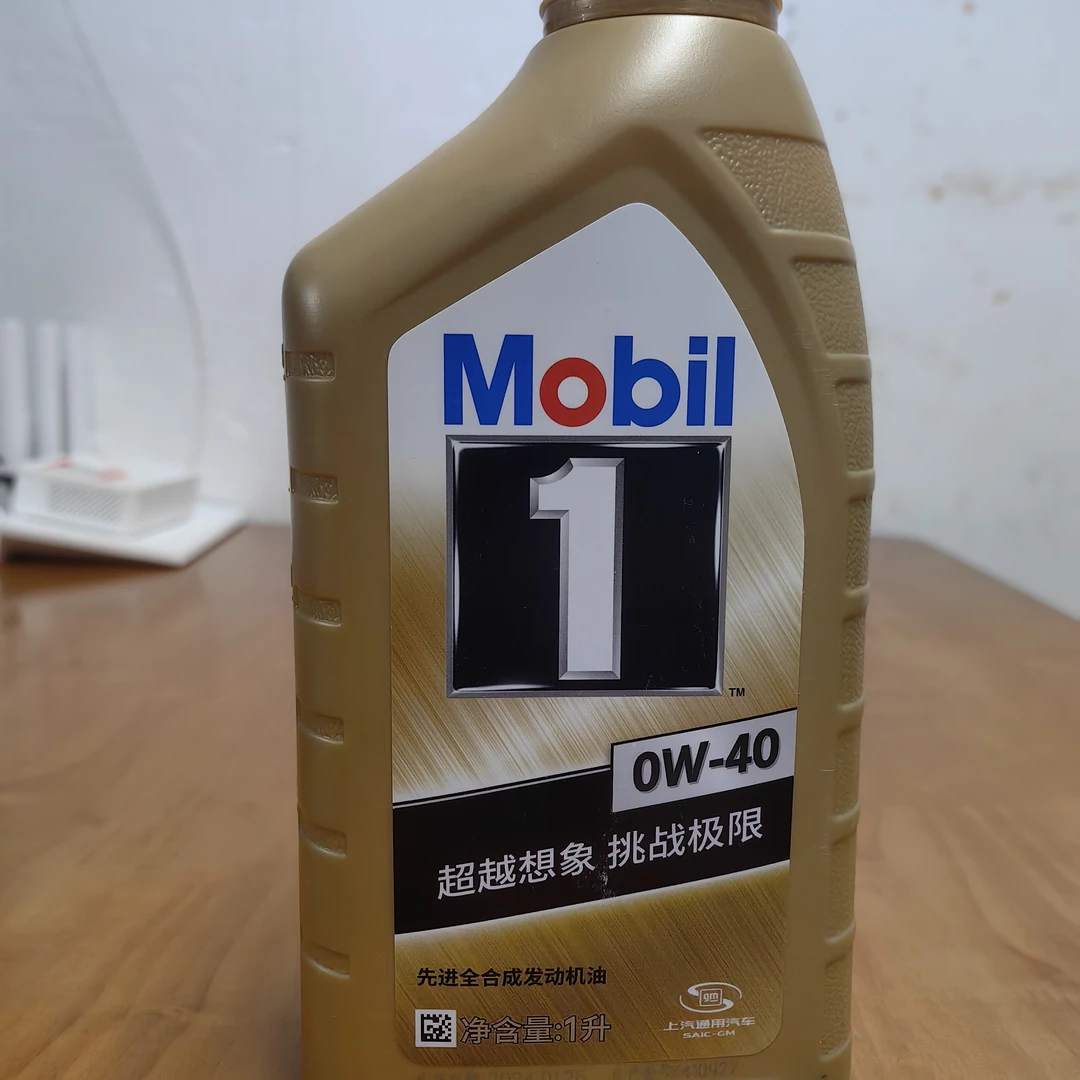 Mobil
1
TM
0W-40
超越想象 挑战极限
先进全合成发动机油
净含量:1升
gm
上汽通用汽车
SAIC-GM